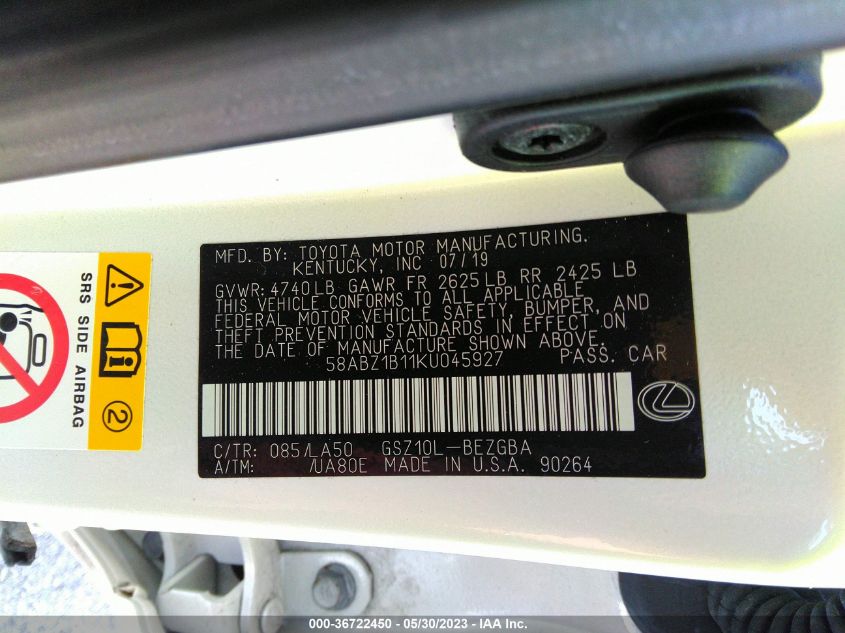 MFD. BY: TOYOTA MOTOR MANUFACTURING.
KENTUCKY, INC 07/19
GVWR: 4740LB GAWR FR 2625LB RR 2425 LB
THIS VEHICLE CONFORMS TO ALL APPLICABLE
FEDERAL MOTOR VEHICLE SAFETY, BUMPER, AND
THEFT PREVENTION STANDARDS IN EFFECT ON
THE DATE OF MANUFACTURE SHOWN ABOVE.
58ABZ1B11KU045927 PASS. CAR
C/TR: 085/LA50 GSZ10L-BEZGBA
A/TM: /UA80E MADE IN U.S.A. 90264
SRS SIDE AIRBAG
2
000-36722450 - 05/30/2023 - IAA Inc.